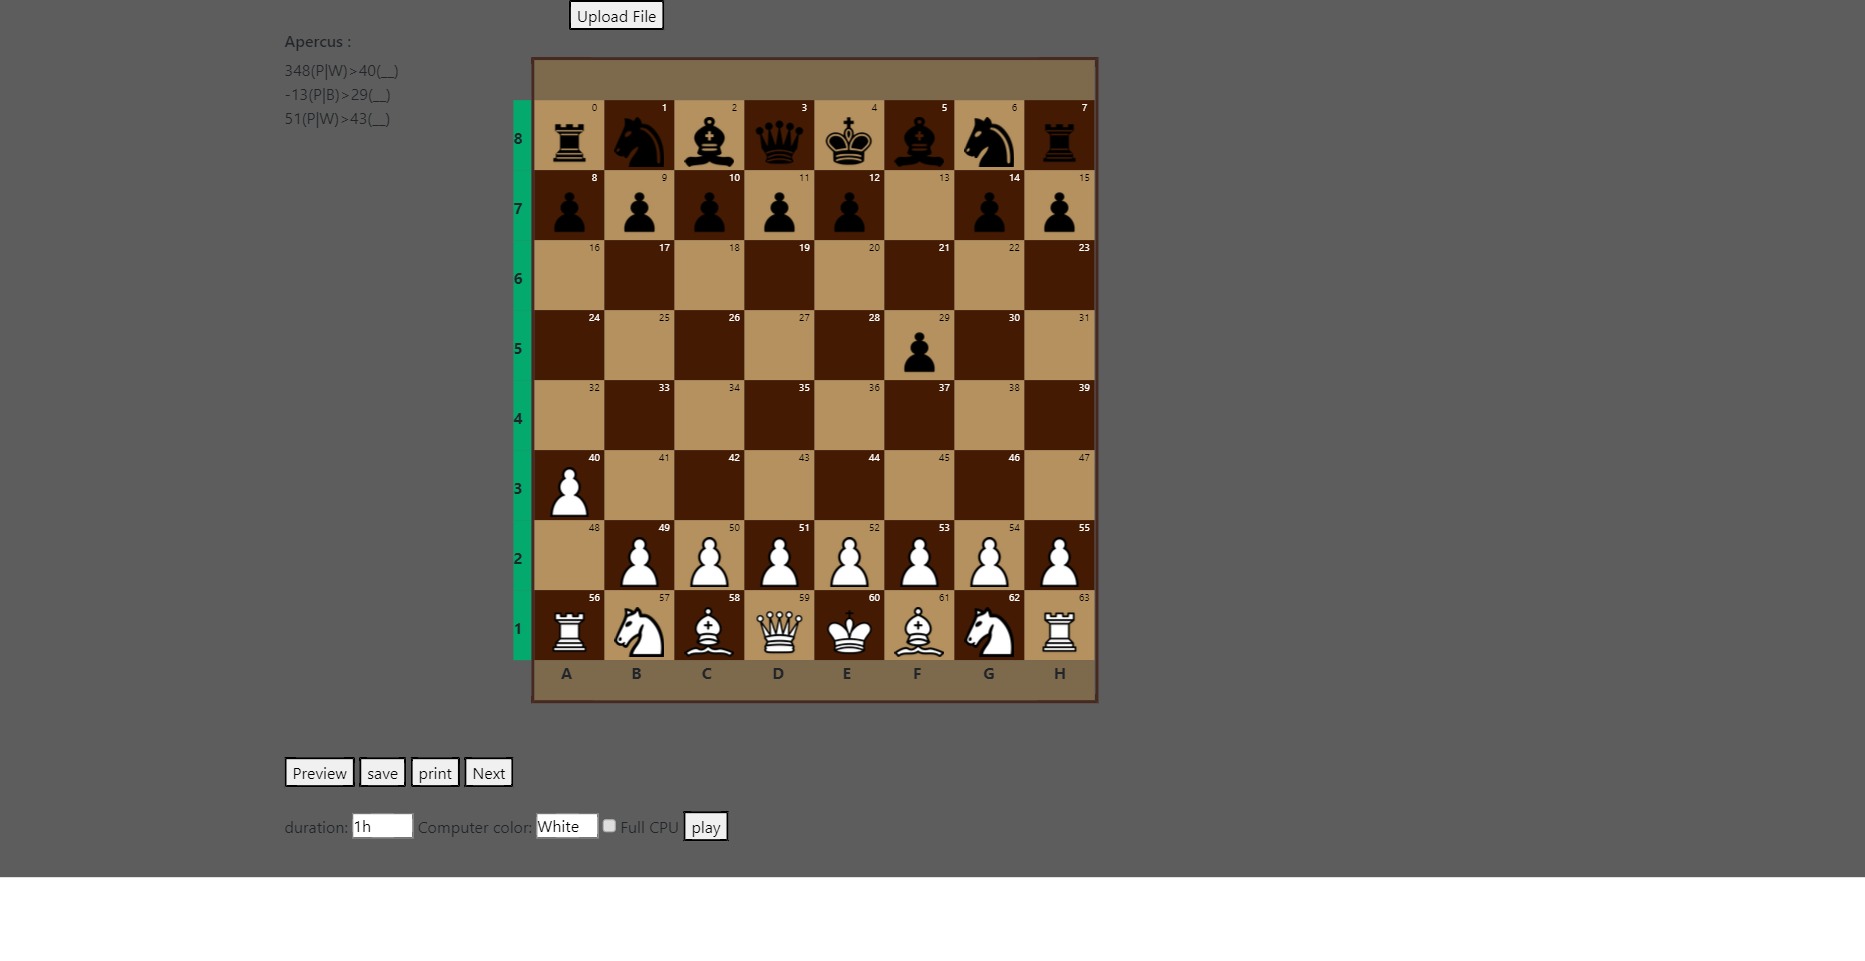 Upload File
Apercus :
348(P|W)>40(__)
-13(P|B)>29(__)
51(P|W)>43(__)
0 1 2 3 4 5 6 7
8
8 9 10 11 12 13 14 15
7
16 17 18 19 20 21 22 23
6
24 25 26 27 28 29 30 31
5
32 33 34 35 36 37 38 39
4
40 41 42 43 44 45 46 47
3
48 49 50 51 52 53 54 55
2
56 57 58 59 60 61 62 63
1
A B C D E F G H
Preview save print Next
duration: 1h Computer color: White Full CPU play